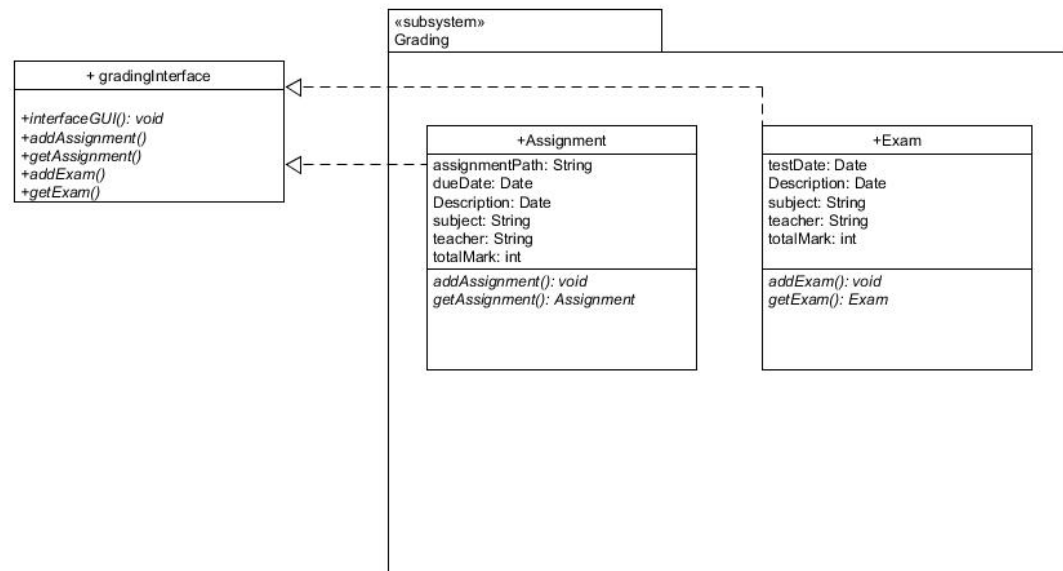 «subsystem»
Grading
+ gradingInterface
+interfaceGUI(): void
+addAssignment()
+getAssignment()
+addExam()
+getExam()
+Assignment
assignmentPath: String
dueDate: Date
Description: Date
subject: String
teacher: String
totalMark: int
addAssignment(): void
getAssignment(): Assignment
+Exam
testDate: Date
Description: Date
subject: String
teacher: String
totalMark: int
addExam(): void
getExam(): Exam